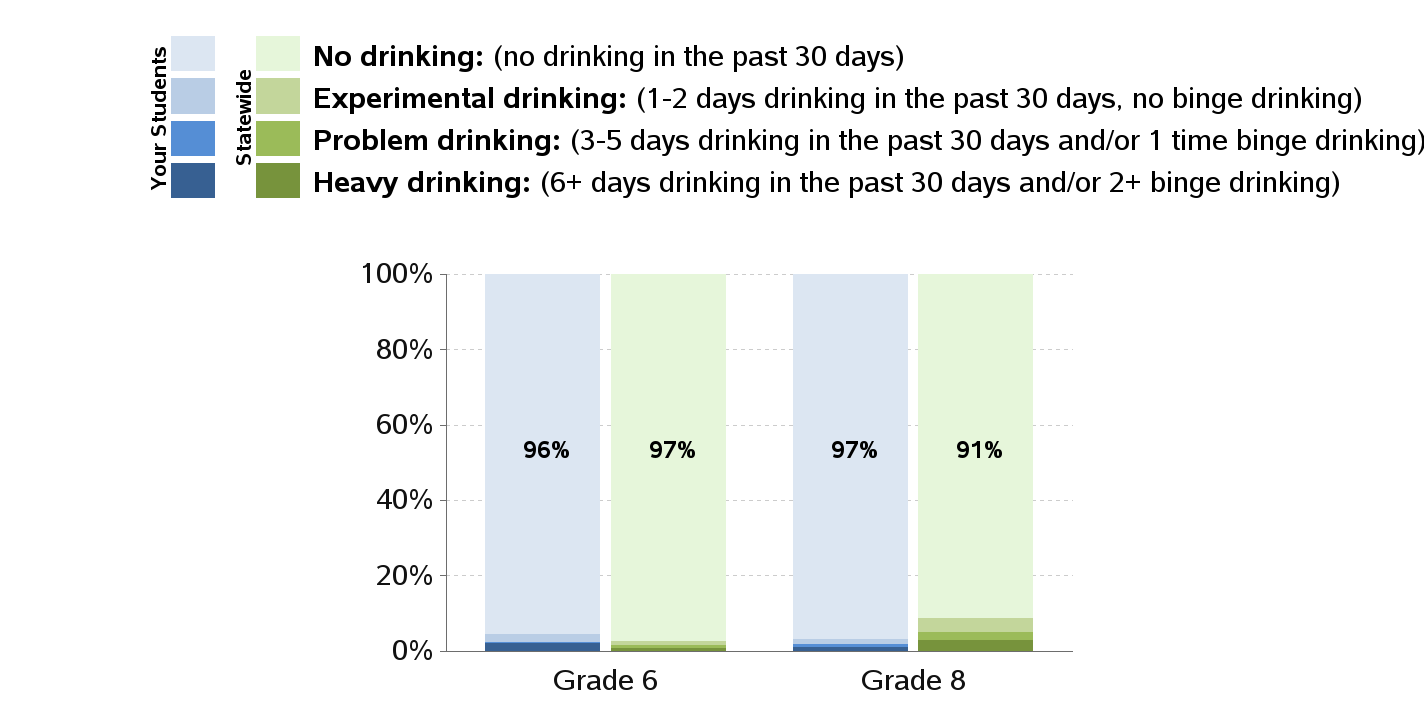 Your Students
Statewide
No drinking: (no drinking in the past 30 days)
Experimental drinking: (1-2 days drinking in the past 30 days, no binge drinking)
Problem drinking: (3-5 days drinking in the past 30 days and/or 1 time binge drinking)
Heavy drinking: (6+ days drinking in the past 30 days and/or 2+ binge drinking)
100%
80%
60%
96% 97% 97% 91%
40%
20%
0%
Grade 6 Grade 8